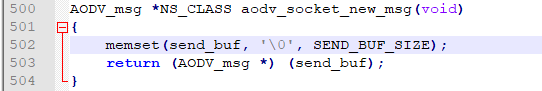 500 AODV_msg *NS_CLASS aodv_socket_new_msg(void)
501 {
502 memset(send_buf, '\0', SEND_BUF_SIZE);
503 return (AODV_msg *) (send_buf);
504 }